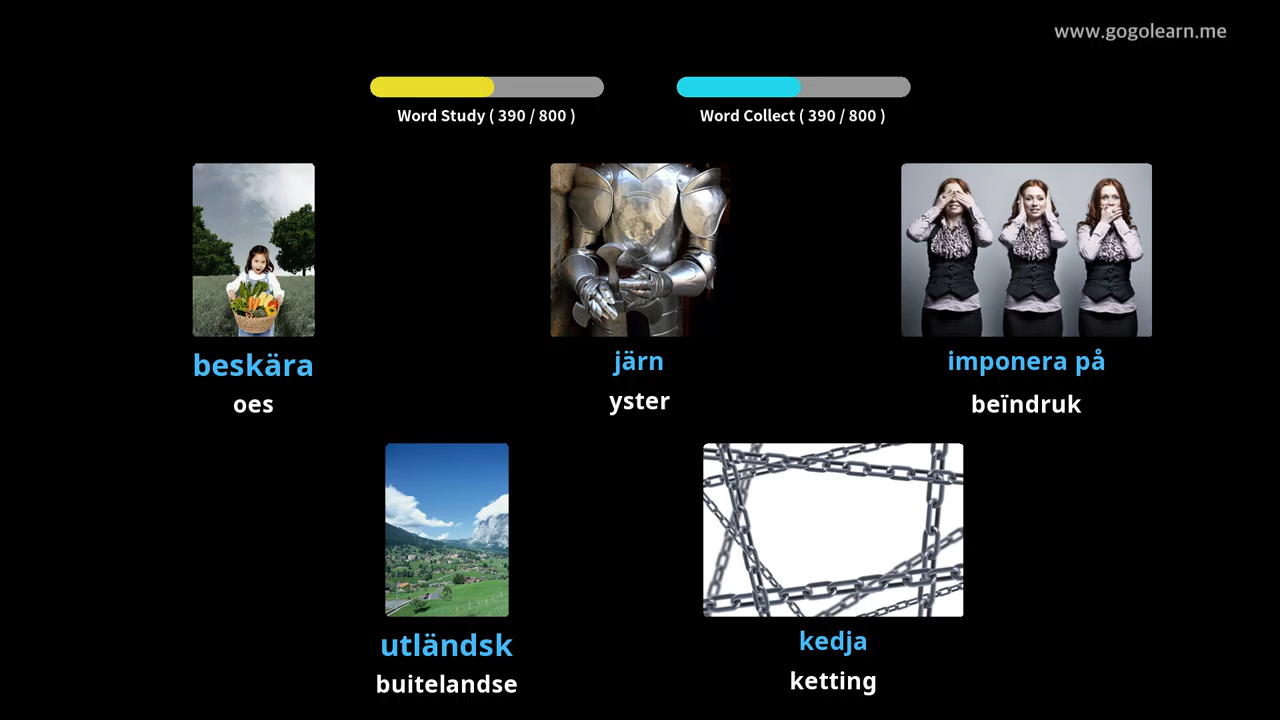 www.gogolearn.me
Word Study ( 390 / 800 )
Word Collect ( 390 / 800 )
beskära
oes
järn
yster
imponera på
beïndruk
utländsk
buitelandse
kedja
ketting